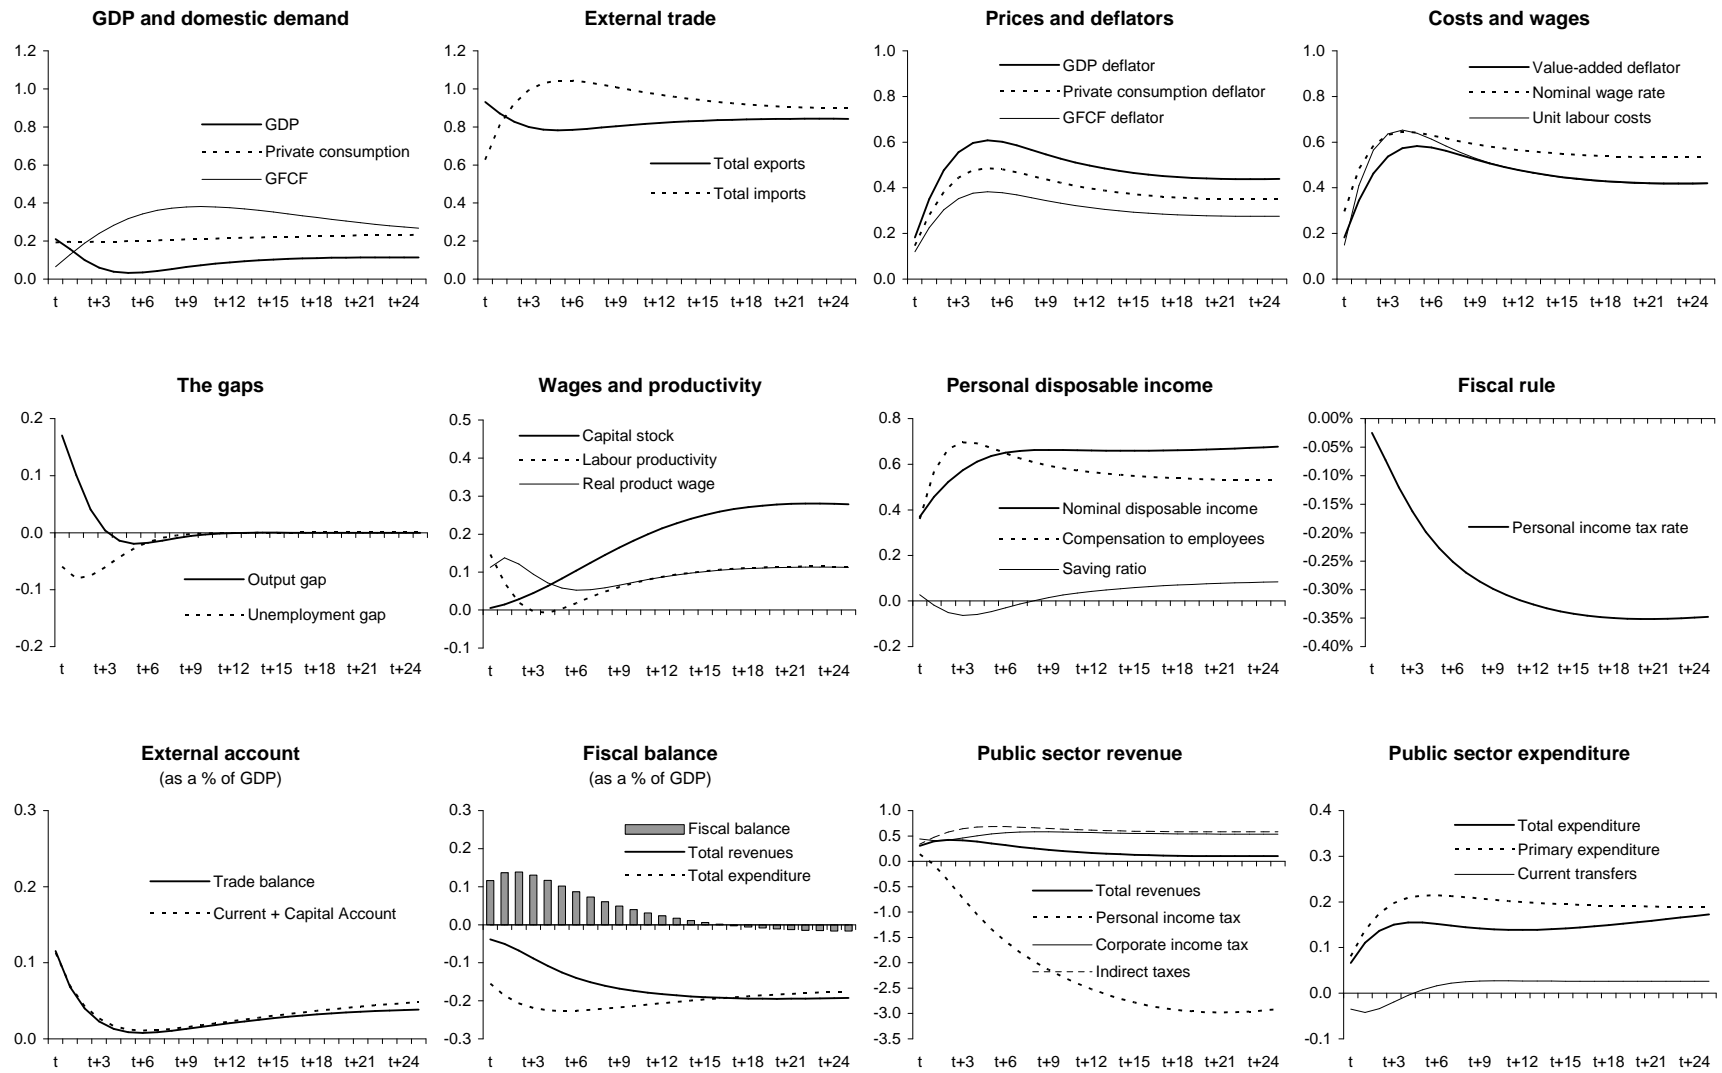 GDP and domestic demand
1.2
1.0
0.8
0.6
0.4
0.2
0.0
GDP
Private consumption
GFCF
t t+3 t+6 t+9 t+12 t+15 t+18 t+21 t+24
External trade
1.2
1.0
0.8
0.6
0.4
0.2
0.0
Total exports
Total imports
t t+3 t+6 t+9 t+12 t+15 t+18 t+21 t+24
Prices and deflators
1.0
0.8
0.6
0.4
0.2
0.0
GDP deflator
Private consumption deflator
GFCF deflator
t t+3 t+6 t+9 t+12 t+15 t+18 t+21 t+24
Costs and wages
1.0
0.8
0.6
0.4
0.2
0.0
Value-added deflator
Nominal wage rate
Unit labour costs
t t+3 t+6 t+9 t+12 t+15 t+18 t+21 t+24
The gaps
0.2
0.1
0.0
-0.1
-0.2
Output gap
Unemployment gap
t t+3 t+6 t+9 t+12 t+15 t+18 t+21 t+24
Wages and productivity
0.5
0.4
0.3
0.2
0.1
0.0
-0.1
Capital stock
Labour productivity
Real product wage
t t+3 t+6 t+9 t+12 t+15 t+18 t+21 t+24
Personal disposable income
0.8
0.6
0.4
0.2
0.0
-0.2
Nominal disposable income
Compensation to employees
Saving ratio
t t+3 t+6 t+9 t+12 t+15 t+18 t+21 t+24
Fiscal rule
0.00%
-0.05%
-0.10%
-0.15%
-0.20%
-0.25%
-0.30%
-0.35%
-0.40%
Personal income tax rate
t t+3 t+6 t+9 t+12 t+15 t+18 t+21 t+24
External account
(as a % of GDP)
0.3
0.2
0.1
0.0
Trade balance
Current + Capital Account
t t+3 t+6 t+9 t+12 t+15 t+18 t+21 t+24
Fiscal balance
(as a % of GDP)
0.3
0.2
0.1
0.0
-0.1
-0.2
-0.3
Fiscal balance
Total revenues
Total expenditure
t t+3 t+6 t+9 t+12 t+15 t+18 t+21 t+24
Public sector revenue
1.0
0.5
0.0
-0.5
-1.0
-1.5
-2.0
-2.5
-3.0
-3.5
Total revenues
Personal income tax
Corporate income tax
Indirect taxes
t t+3 t+6 t+9 t+12 t+15 t+18 t+21 t+24
Public sector expenditure
0.4
0.3
0.2
0.1
0.0
-0.1
Total expenditure
Primary expenditure
Current transfers
t t+3 t+6 t+9 t+12 t+15 t+18 t+21 t+24